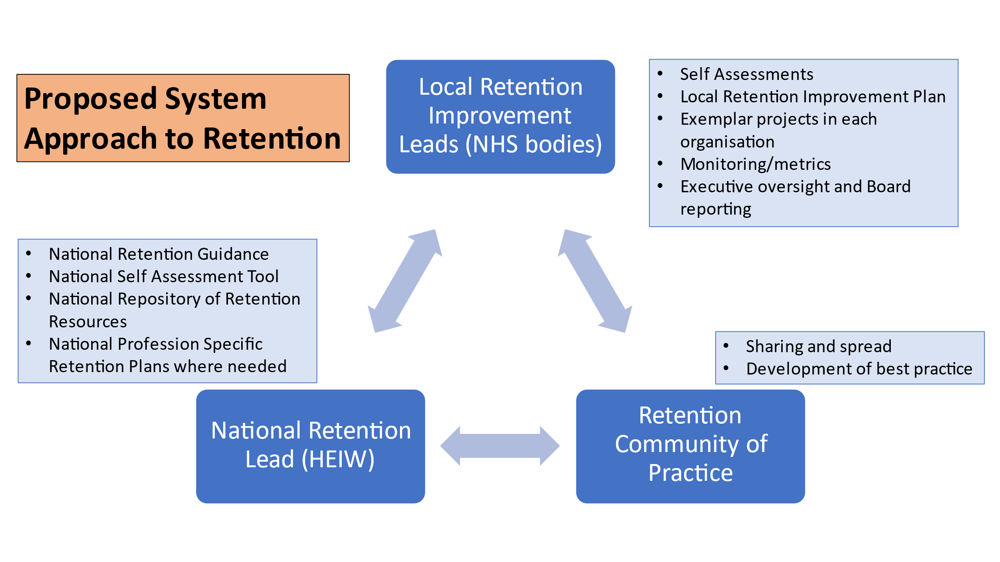 Proposed System
Approach to Retention
Local Retention
Improvement
Leads (NHS bodies)
• Self Assessments
• Local Retention Improvement Plan
• Exemplar projects in each
organisation
• Monitoring/metrics
• Executive oversight and Board
reporting
• National Retention Guidance
• National Self Assessment Tool
• National Repository of Retention
Resources
• National Profession Specific
Retention Plans where needed
• Sharing and spread
• Development of best practice
National Retention
Lead (HEIW)
Retention
Community of
Practice